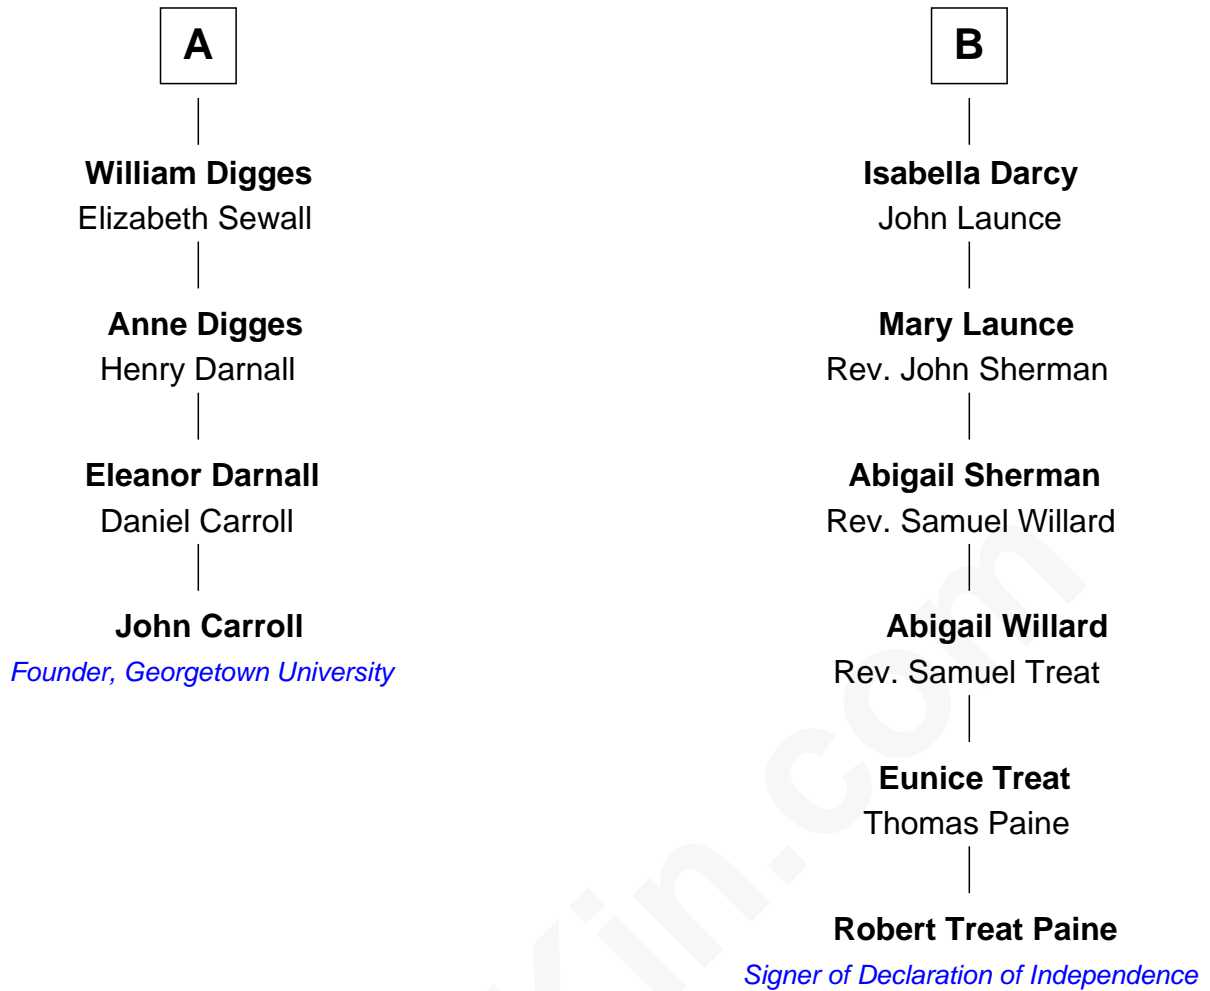 A
William Digges
Elizabeth Sewall
Anne Digges
Henry Darnall
Eleanor Darnall
Daniel Carroll
John Carroll
Founder, Georgetown University
B
Isabella Darcy
John Launce
Mary Launce
Rev. John Sherman
Abigail Sherman
Rev. Samuel Willard
Abigail Willard
Rev. Samuel Treat
Eunice Treat
Thomas Paine
Robert Treat Paine
Signer of Declaration of Independence
Kin.com